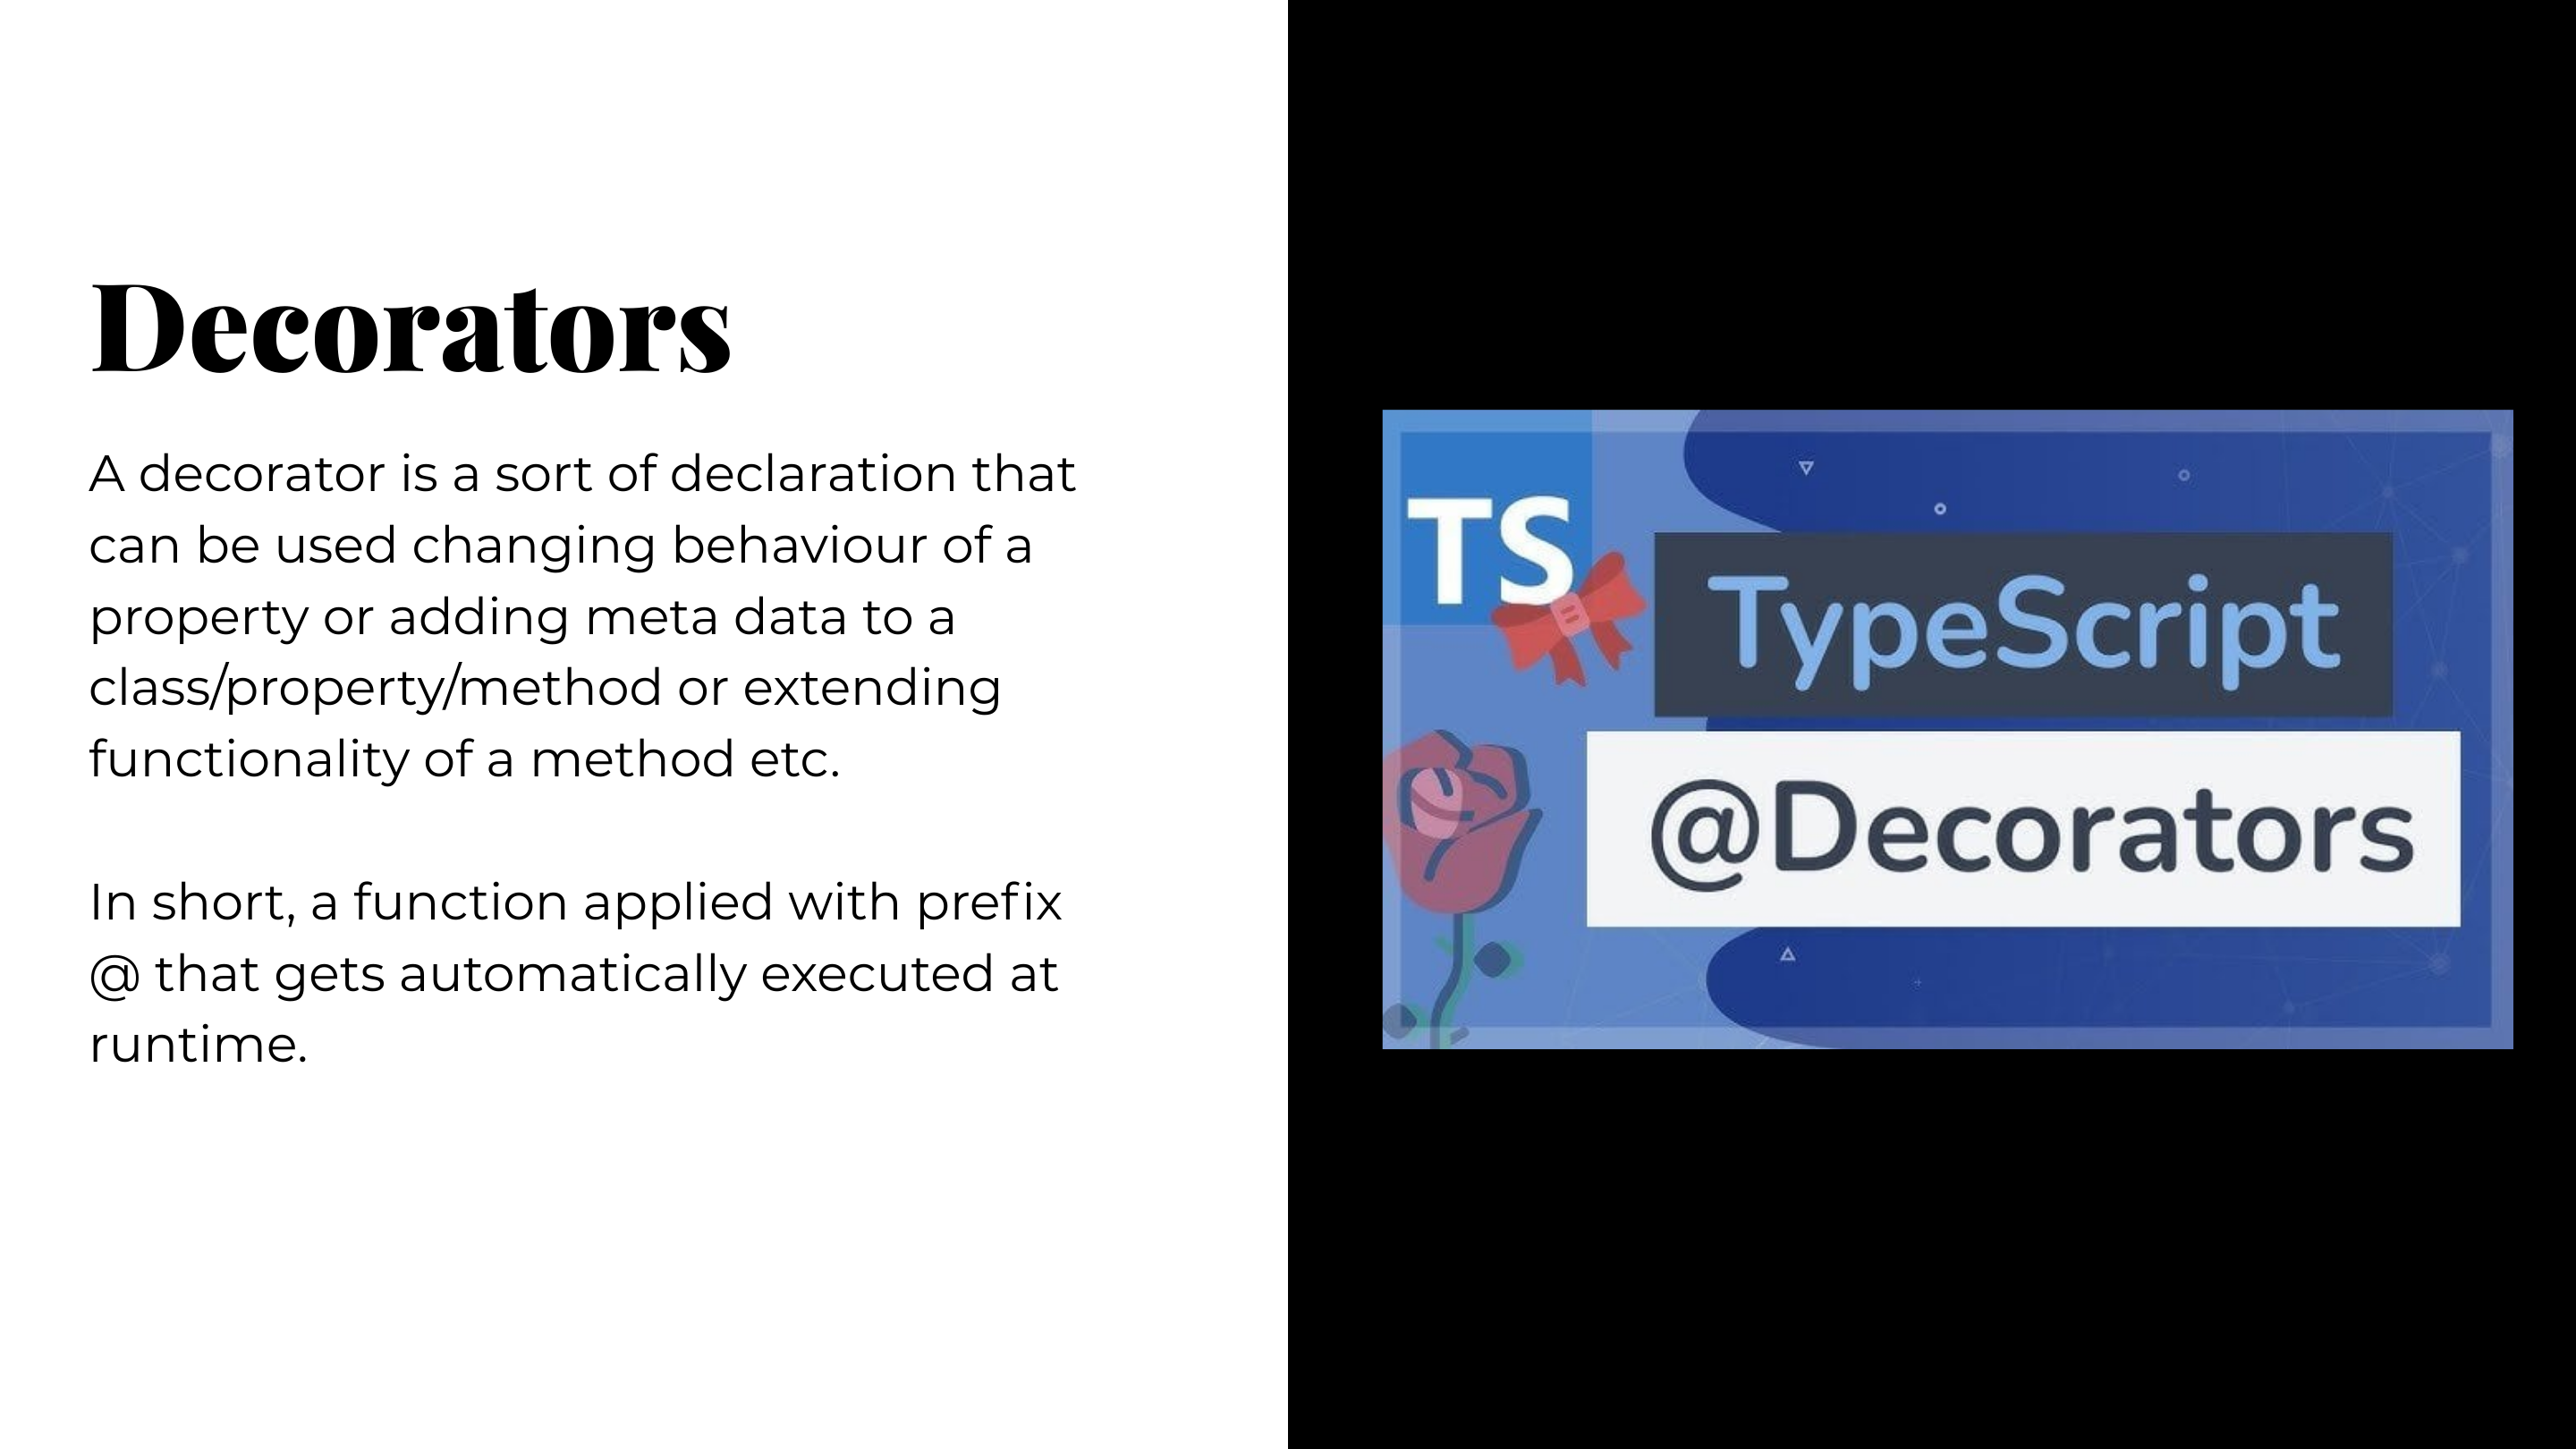 Decorators
A decorator is a sort of declaration that
can be used changing behaviour of a
property or adding meta data to a
class/property/method or extending
functionality of a method etc.
In short, a function applied with prefix
@ that gets automatically executed at
runtime.
TS
TypeScript
@Decorators